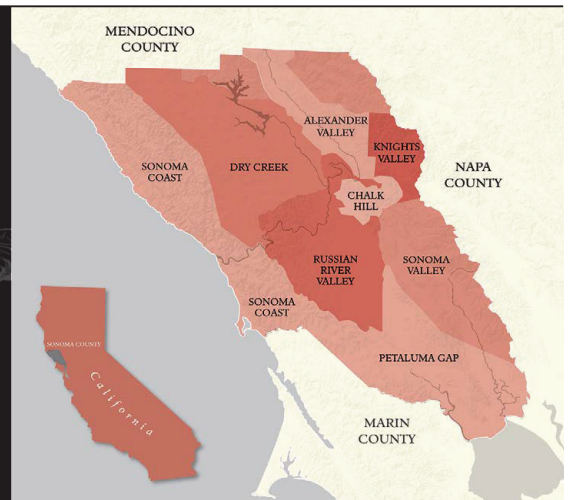 MENDOCINO
COUNTY
ALEXANDER
VALLEY
KNIGHTS
VALLEY
SONOMA
COAST
DRY CREEK
NAPA
COUNTY
CHALK
HILL
RUSSIAN
RIVER
VALLEY
SONOMA
VALLEY
SONOMA
COAST
SONOMA COUNTY
PETALUMA GAP
California
MARIN
COUNTY